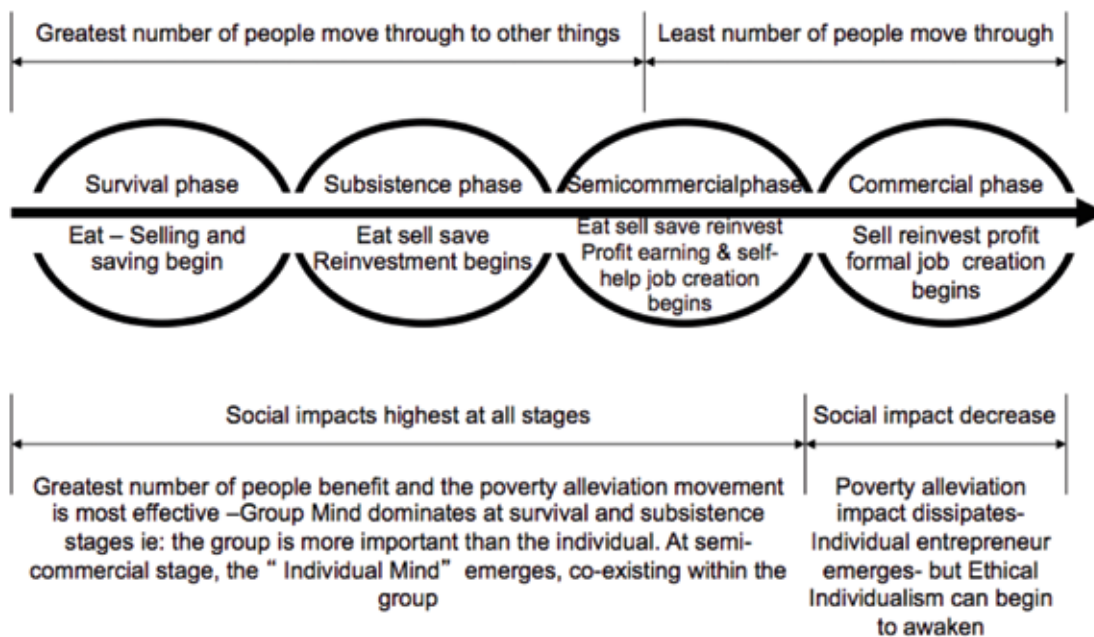 Greatest number of people move through to other things
Least number of people move through
Survival phase
Subsistence phase
Semicommercialphase
Commercial phase
Eat – Selling and
saving begin
Eat sell save
Reinvestment begins
Eat sell save reinvest
Profit earning & self-
help job creation
begins
Sell reinvest profit
formal job creation
begins
Social impacts highest at all stages
Social impact decrease
Greatest number of people benefit and the poverty alleviation movement
is most effective –Group Mind dominates at survival and subsistence
stages ie: the group is more important than the individual. At semi-
commercial stage, the “ Individual Mind” emerges, co-existing within the
group
Poverty alleviation
impact dissipates-
Individual entrepreneur
emerges- but Ethical
Individualism can begin
to awaken